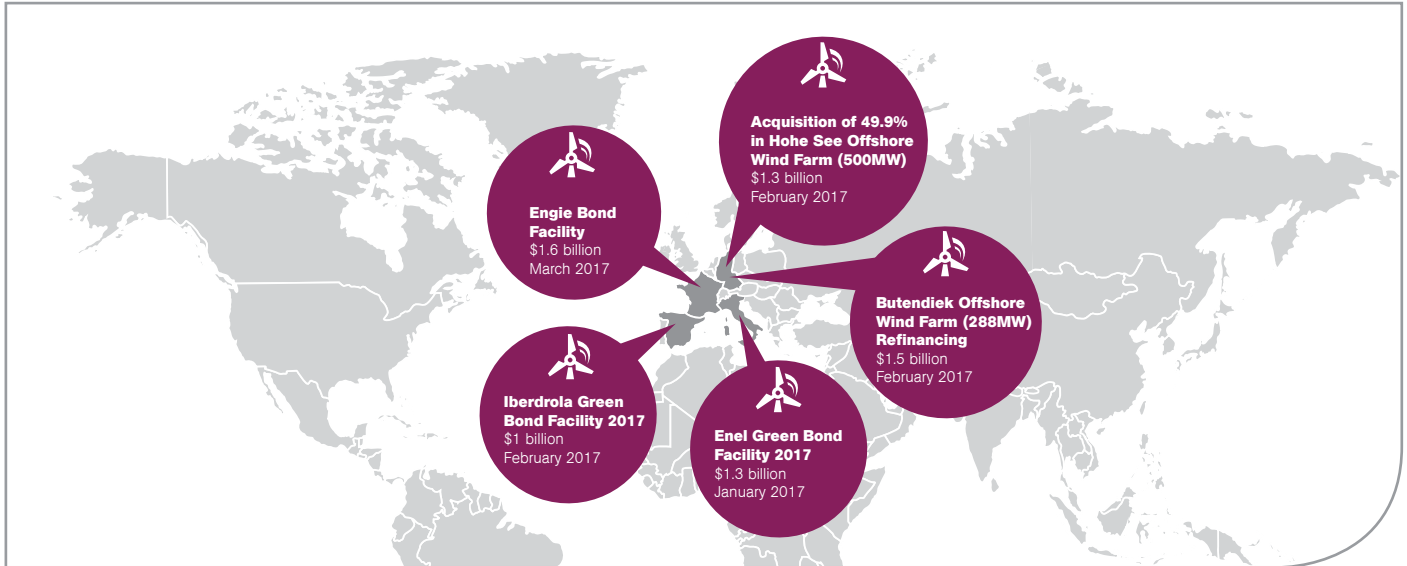 Acquisition of 49.9%
in Hohe See Offshore
Wind Farm (500MW)
$1.3 billion
February 2017
Engie Bond
Facility
$1.6 billion
March 2017
Butendiek Offshore
Wind Farm (288MW)
Refinancing
$1.5 billion
February 2017
Iberdrola Green
Bond Facility 2017
$1 billion
February 2017
Enel Green Bond
Facility 2017
$1.3 billion
January 2017